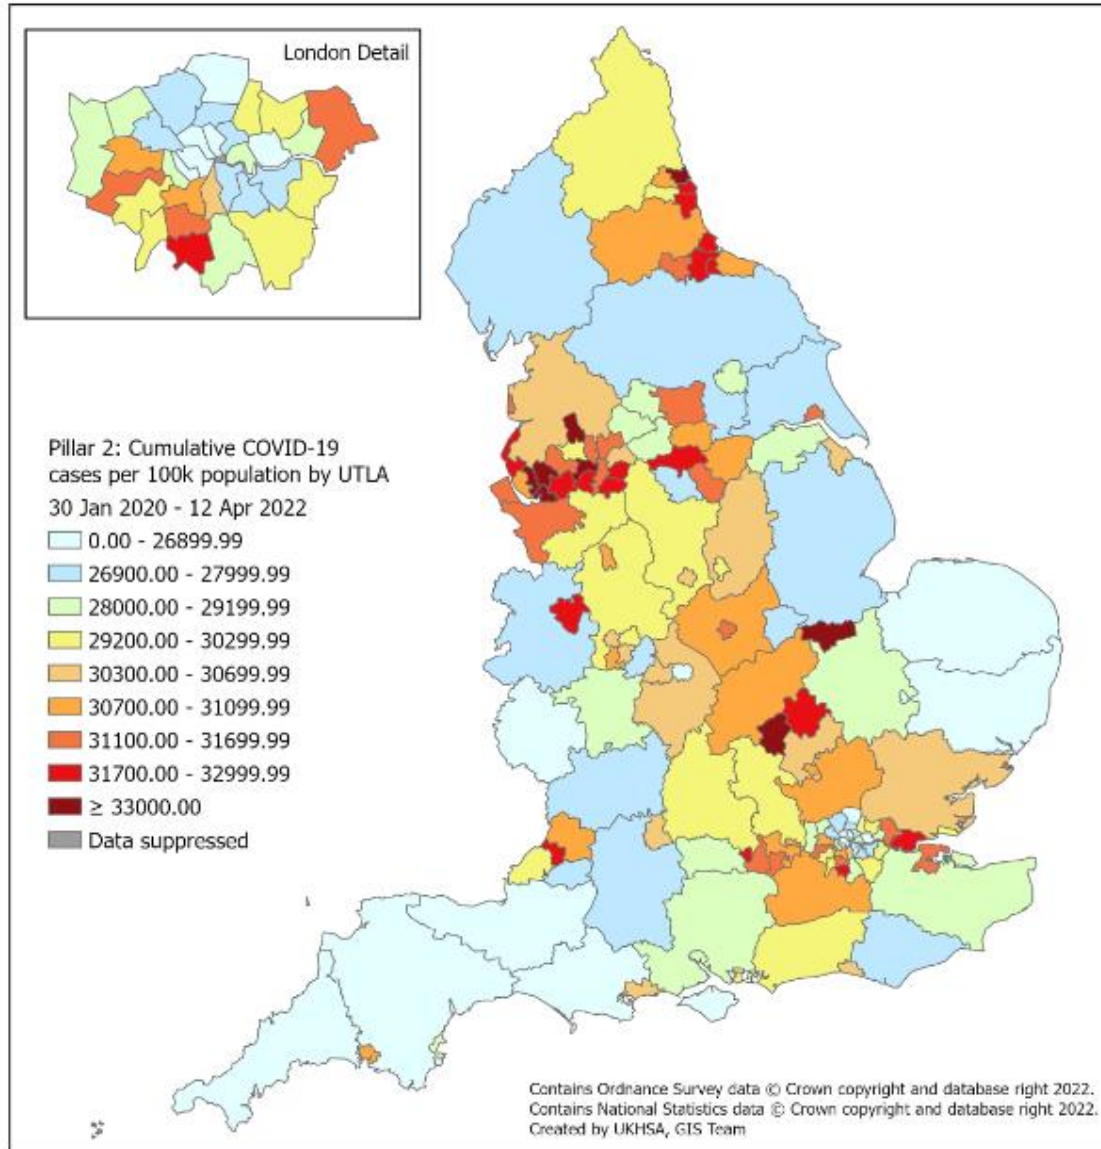 London Detail
Pillar 2: Cumulative COVID-19
cases per 100k population by UTLA
30 Jan 2020 - 12 Apr 2022
0.00 - 26899.99
26900.00 - 27999.99
28000.00 - 29199.99
29200.00 - 30299.99
30300.00 - 30699.99
30700.00 - 31099.99
31100.00 - 31699.99
31700.00 - 32999.99
≥ 33000.00
Data suppressed
Contains Ordnance Survey data © Crown copyright and database right 2022.
Contains National Statistics data © Crown copyright and database right 2022.
Created by UKHSA, GIS Team